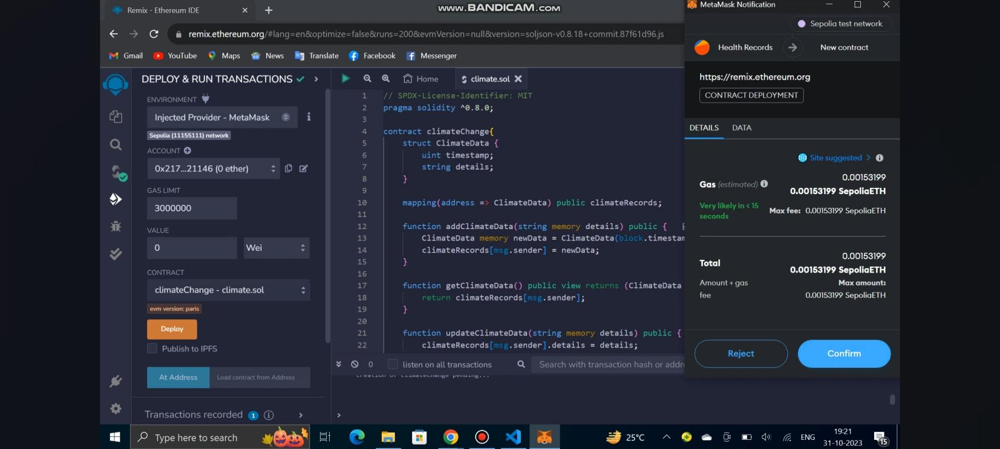 Remix - Ethereum IDE
www.BANDICAM.com
MetaMask Notification
remix.ethereum.org/#lang=en&optimize=false&runs=200&evmVersion=null&version=soljson-v0.8.18+commit.87f61d96.js
Gmail YouTube Maps News Translate Facebook Messenger
DEPLOY & RUN TRANSACTIONS
ENVIRONMENT
Injected Provider - MetaMask
Sepolia (11155111) network
ACCOUNT
0x217...21146 (0 ether)
GAS LIMIT
3000000
VALUE
0 Wei
CONTRACT
climateChange - climate.sol
evm version: paris
Deploy
Publish to IPFS
At Address Load contract from Address
Transactions recorded 1
Home climate.sol
1 // SPDX-License-Identifier: MIT
2 pragma solidity ^0.8.0;
3
4 contract climateChange{
5 struct ClimateData {
6 uint timestamp;
7 string details;
8 }
9
10 mapping(address => ClimateData) public climateRecords;
11
12 function addClimateData(string memory details) public {
13 ClimateData memory newData = ClimateData(block.timestam
14 climateRecords[msg.sender] = newData;
15 }
16
17 function getClimateData() public view returns (ClimateData
18 return climateRecords[msg.sender];
19 }
20
21 function updateClimateData(string memory details) public {
22 climateRecords[msg.sender].details = details;
0 listen on all transactions Search with transaction hash or addre
creation of climateChange pending...
>
Sepolia test network
Health Records New contract
https://remix.ethereum.org
CONTRACT DEPLOYMENT
DETAILS DATA
Site suggested >
0.00153199
Gas (estimated) 0.00153199 SepoliaETH
Very likely in < 15 seconds Max fee: 0.00153199 SepoliaETH
0.00153199
Total 0.00153199 SepoliaETH
Amount + gas fee Max amount:
0.00153199 SepoliaETH
Reject Confirm
Type here to search
25°C
ENG
19:21
31-10-2023
15